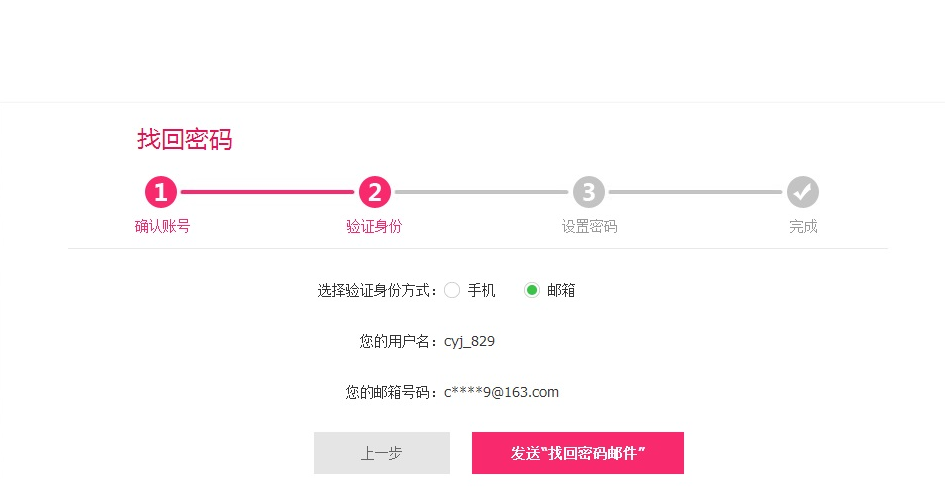 找回密码
1 2 3
确认账号 验证身份 设置密码 完成
选择验证身份方式： 手机 邮箱
您的用户名：cyj_829
您的邮箱号码：c****9@163.com
上一步 发送“找回密码邮件”